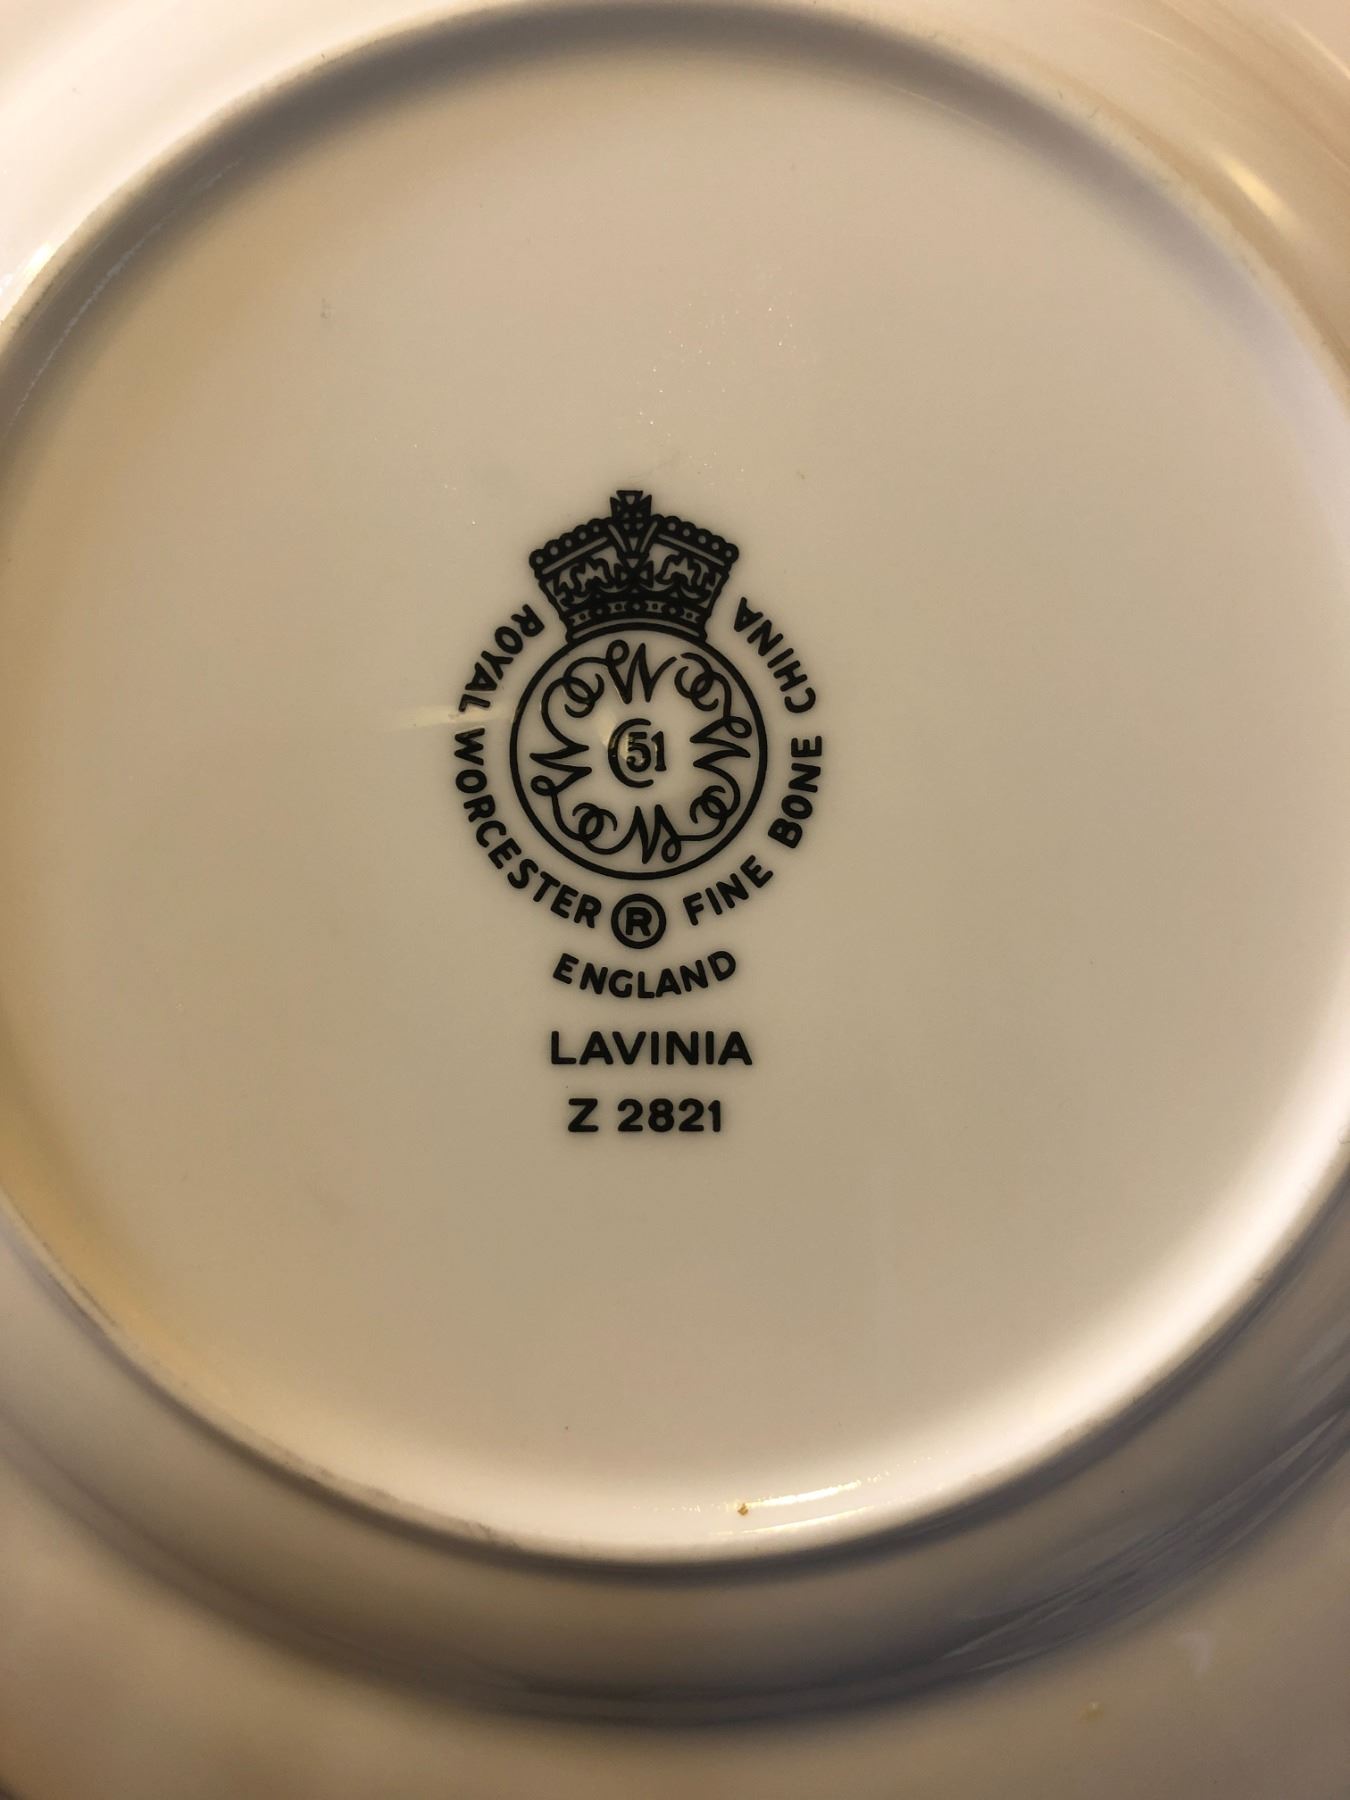 ROYAL WORCESTER ® FINE BONE CHINA
51
ENGLAND
LAVINIA
Z 2821